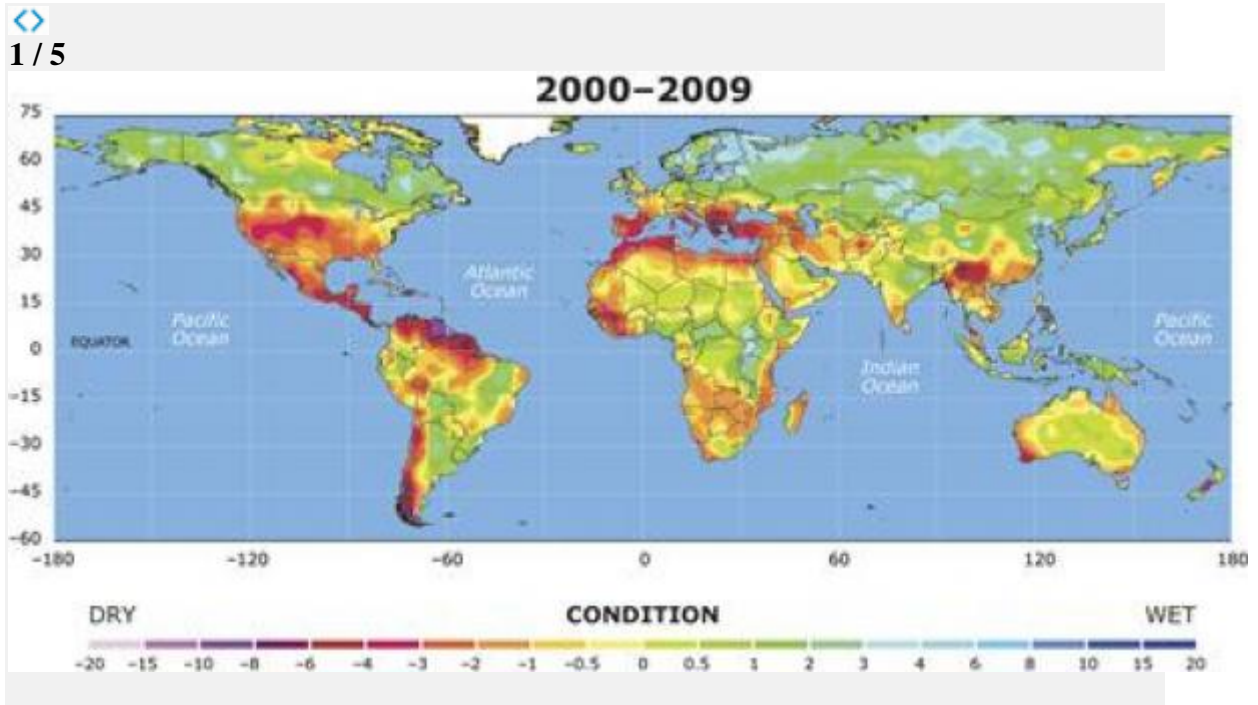 1 / 5
2000–2009
75
60
45
30
15
0
−15
−30
−45
−60
Atlantic
Ocean
Pacific
Ocean
EQUATOR
Indian
Ocean
Pacific
Ocean
−180 −120 −60 0 60 120 180
DRY CONDITION WET
−20 −15 −10 −8 −6 −4 −3 −2 −1 −0.5 0 0.5 1 2 3 4 6 8 10 15 20